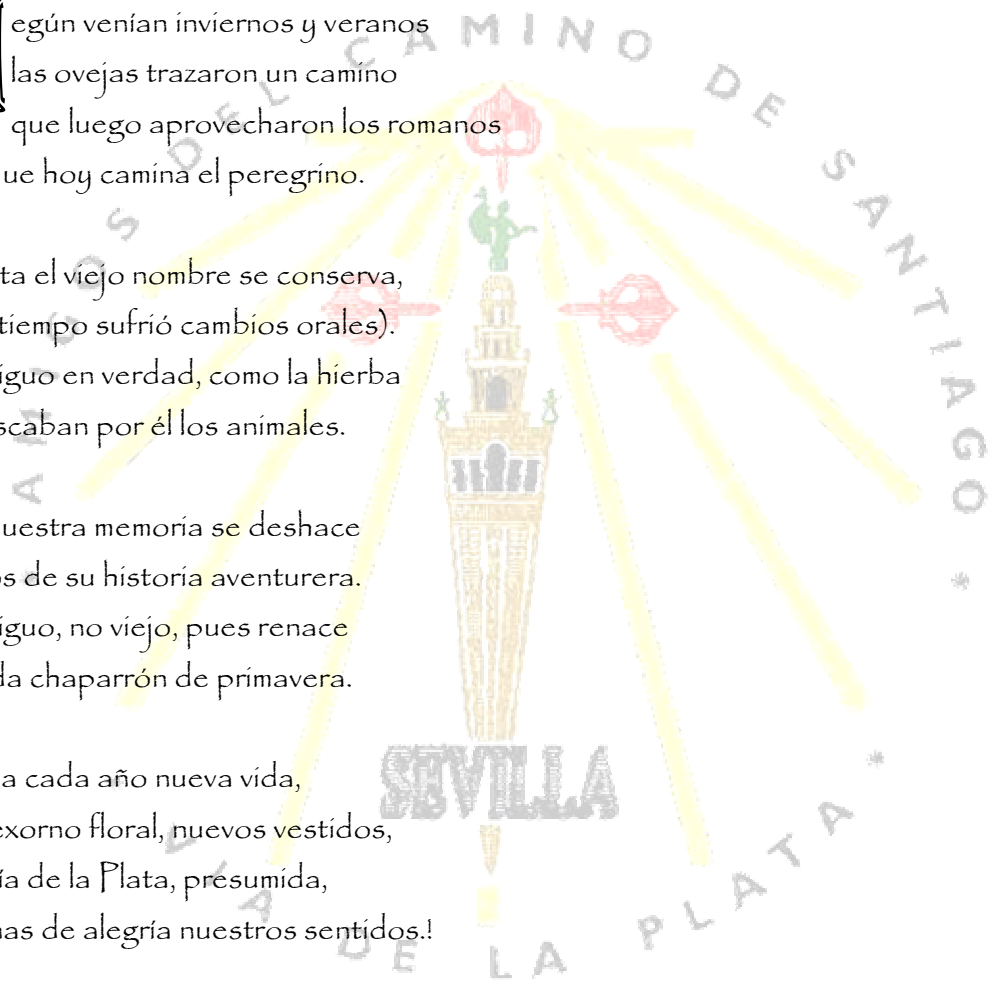 egún venían inviernos y veranos
las ovejas trazaron un camino
que luego aprovecharon los romanos
ue hoy camina el peregrino.
ta el viejo nombre se conserva,
tiempo sufrió cambios orales).
iguo en verdad, como la hierba
scaban por él los animales.
uestra memoria se deshace
s de su historia aventurera.
iguo, no viejo, pues renace
da chaparrón de primavera.
a cada año nueva vida,
exorno floral, nuevos vestidos,
ía de la Plata, presumida,
as de alegría nuestros sentidos.!
* AMIGOS DEL CAMINO DE SANTIAGO *
VIA DE LA PLATA *
SEVILLA